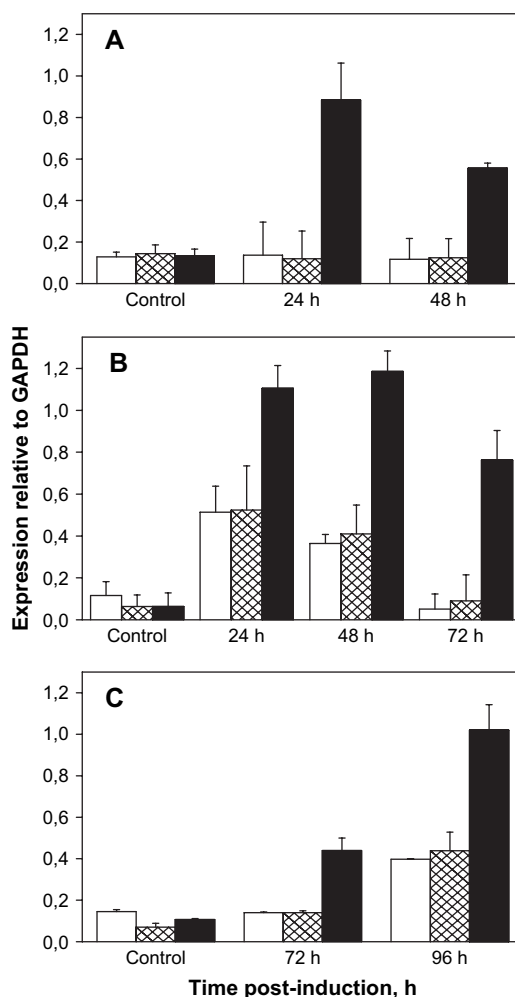 A
1,2
1,0
0,8
0,6
0,4
0,2
0,0
Control 24 h 48 h
Expression relative to GAPDH
B
1,2
1,0
0,8
0,6
0,4
0,2
0,0
Control 24 h 48 h 72 h
C
1,2
1,0
0,8
0,6
0,4
0,2
0,0
Control 72 h 96 h
Time post-induction, h